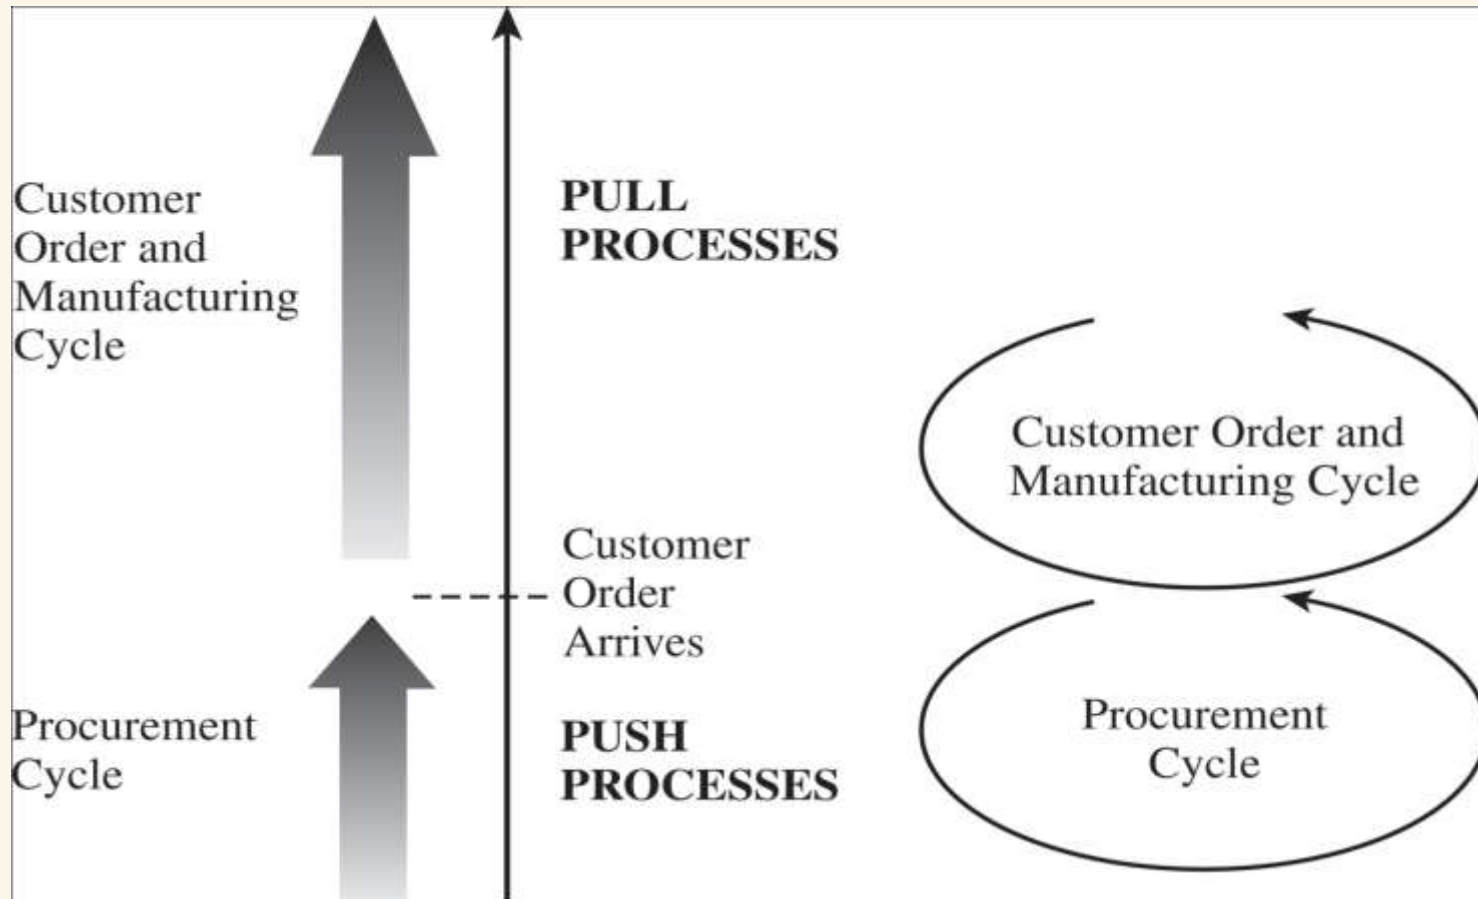 Customer
Order and
Manufacturing
Cycle
PULL
PROCESSES
Customer Order and
Manufacturing Cycle
Customer
Order
Arrives
Procurement
Cycle
PUSH
PROCESSES
Procurement
Cycle